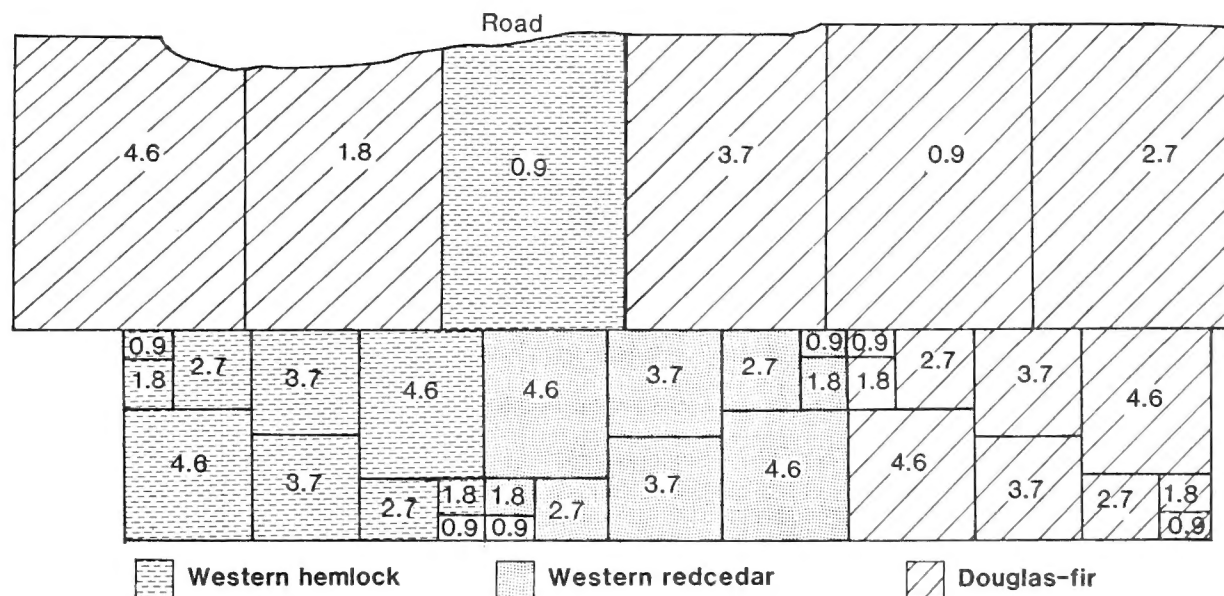 Road
4.6 1.8 0.9 3.7 0.9 2.7
0.9 2.7 3.7 4.6 4.6 3.7 2.7 0.9 0.9 2.7 3.7 4.6
1.8 1.8 1.8
4.6 3.7 3.7 4.6 4.6 3.7
2.7 1.8 1.8 2.7 2.7 1.8
0.9 0.9 0.9
Western hemlock Western redcedar Douglas-fir